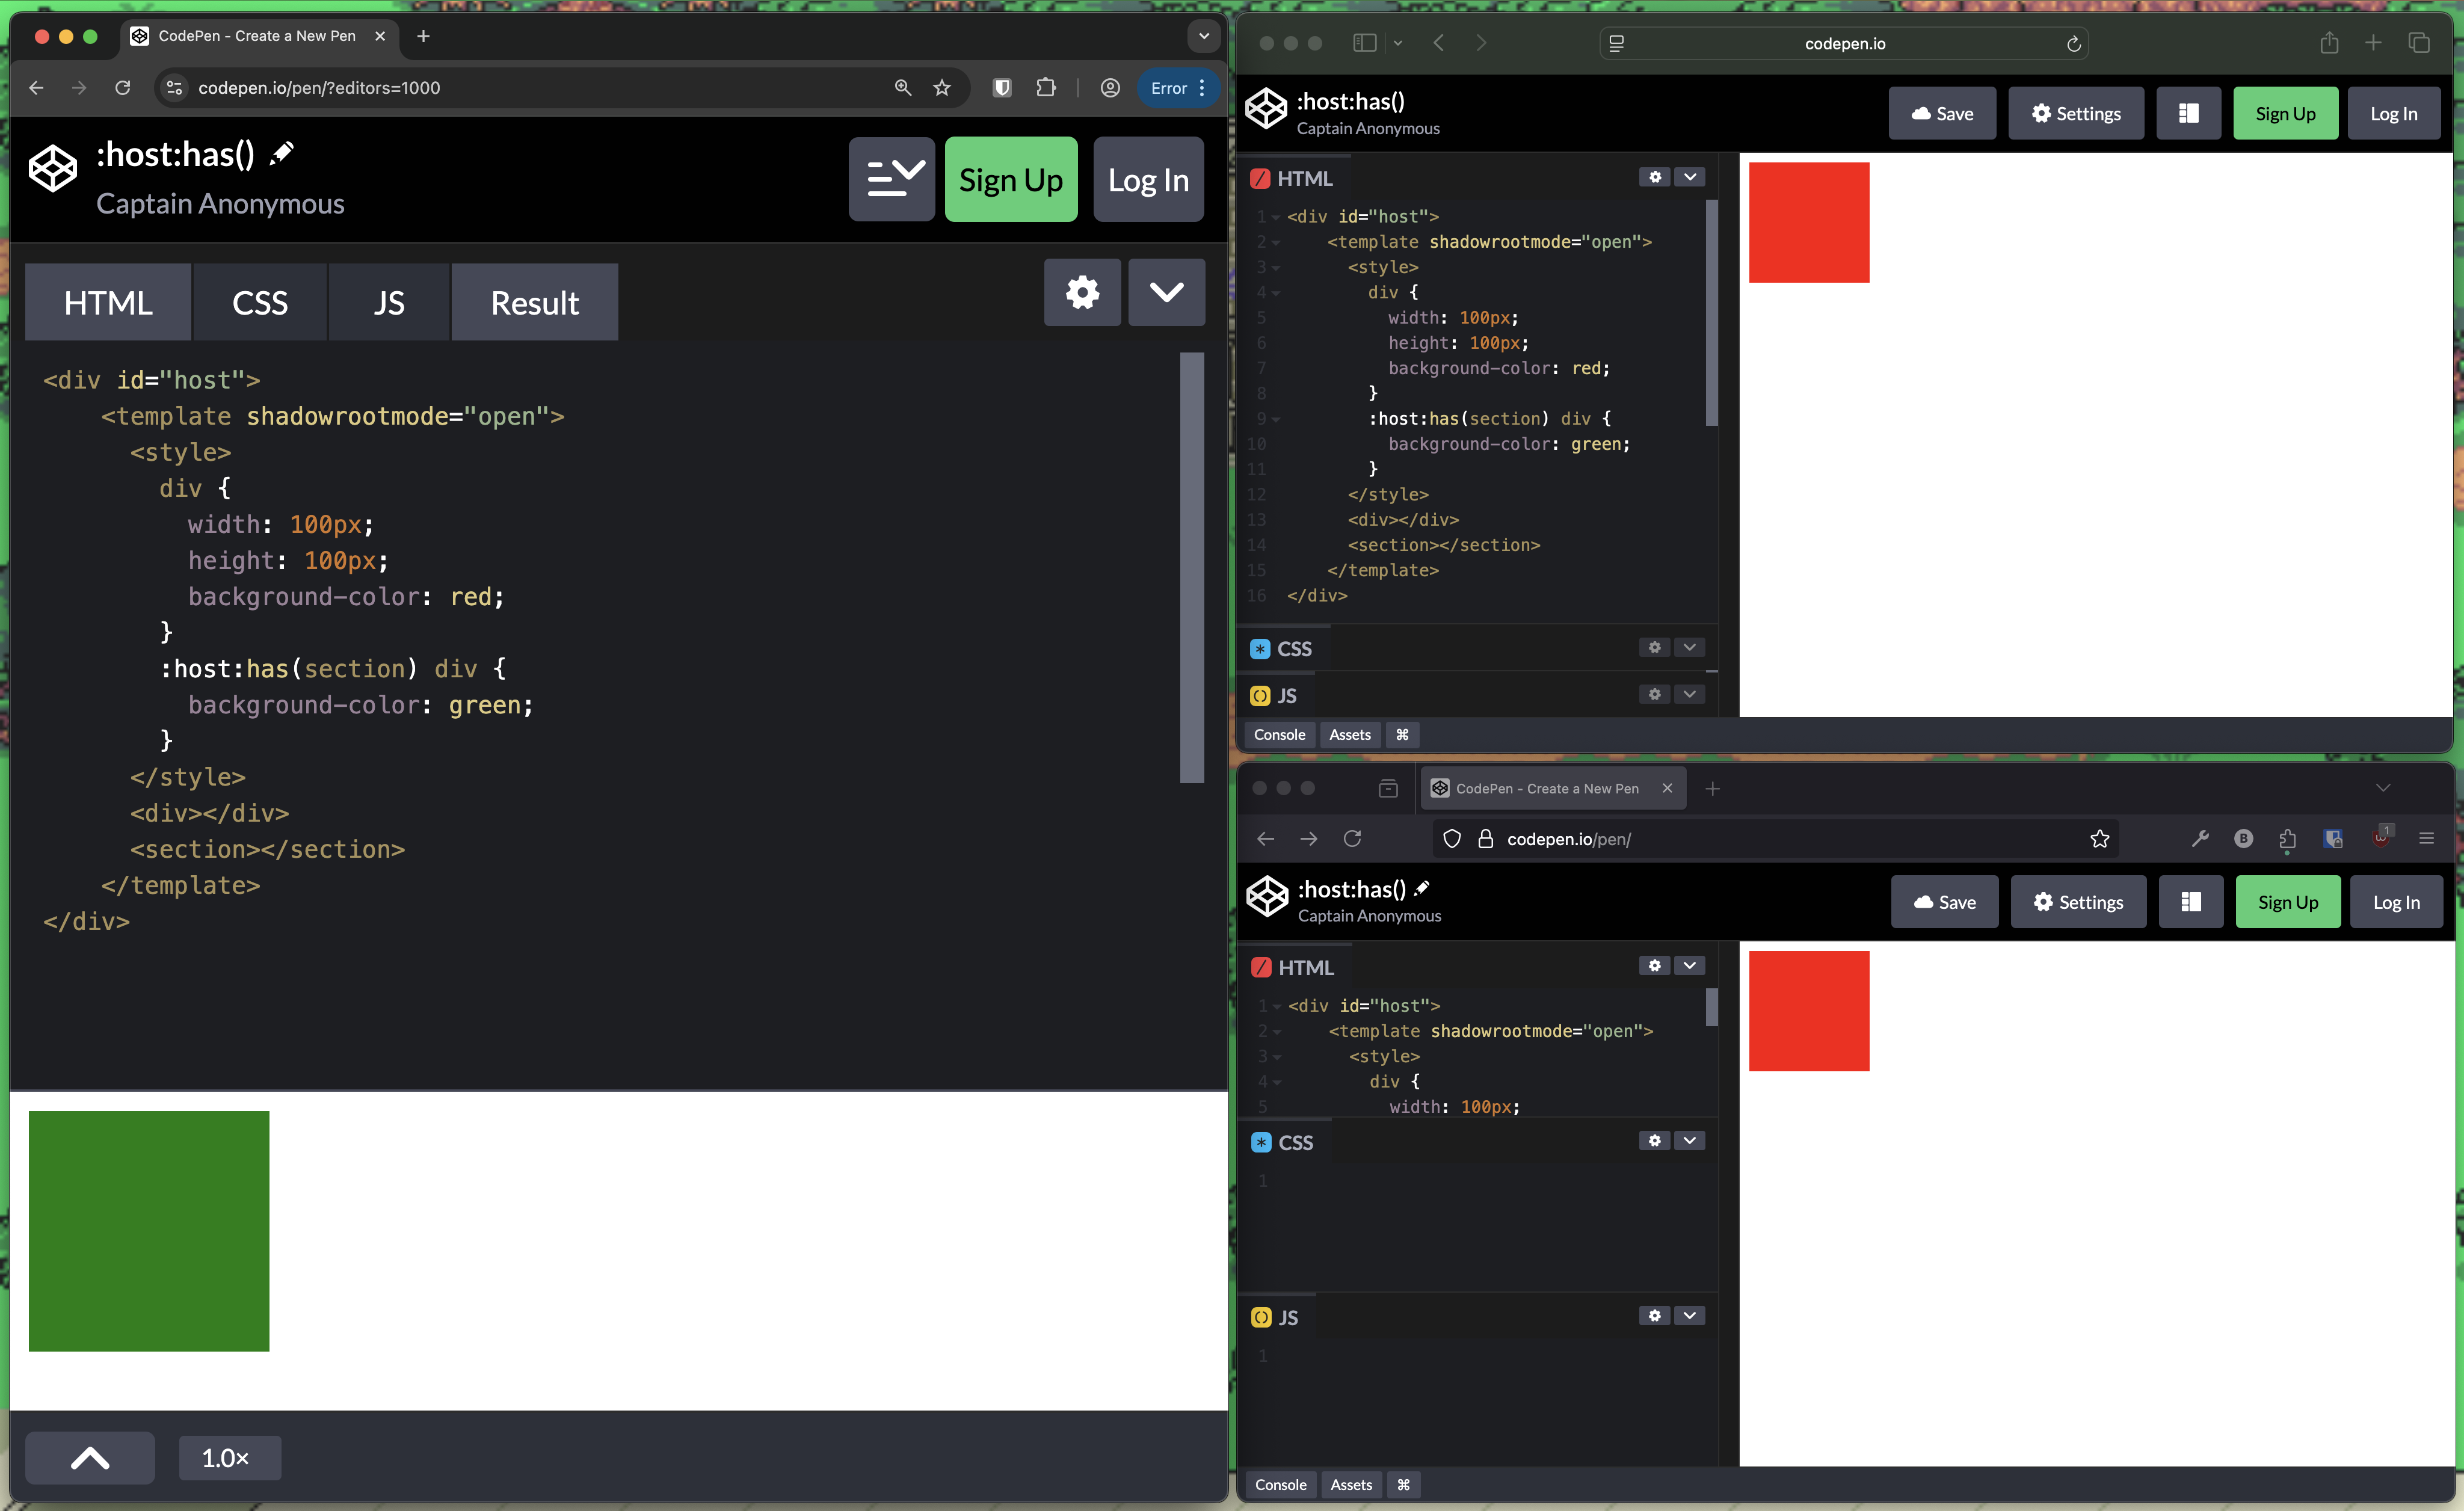 CodePen - Create a New Pen
codepen.io/pen/?editors=1000
Error
:host:has()
Captain Anonymous
Sign Up
Log In
HTML
CSS
JS
Result
<div id="host">
<template shadowrootmode="open">
<style>
div {
width: 100px;
height: 100px;
background-color: red;
}
:host:has(section) div {
background-color: green;
}
</style>
<div></div>
<section></section>
</template>
</div>
1.0×
codepen.io
:host:has()
Captain Anonymous
Save
Settings
Sign Up
Log In
HTML
1 <div id="host">
2 <template shadowrootmode="open">
3 <style>
4 div {
5 width: 100px;
6 height: 100px;
7 background-color: red;
8 }
9 :host:has(section) div {
10 background-color: green;
11 }
12 </style>
13 <div></div>
14 <section></section>
15 </template>
16 </div>
CSS
JS
Console Assets ⌘
CodePen - Create a New Pen
codepen.io/pen/
B
1
:host:has()
Captain Anonymous
Save
Settings
Sign Up
Log In
HTML
1 <div id="host">
2 <template shadowrootmode="open">
3 <style>
4 div {
5 width: 100px;
CSS
1
JS
1
Console Assets ⌘